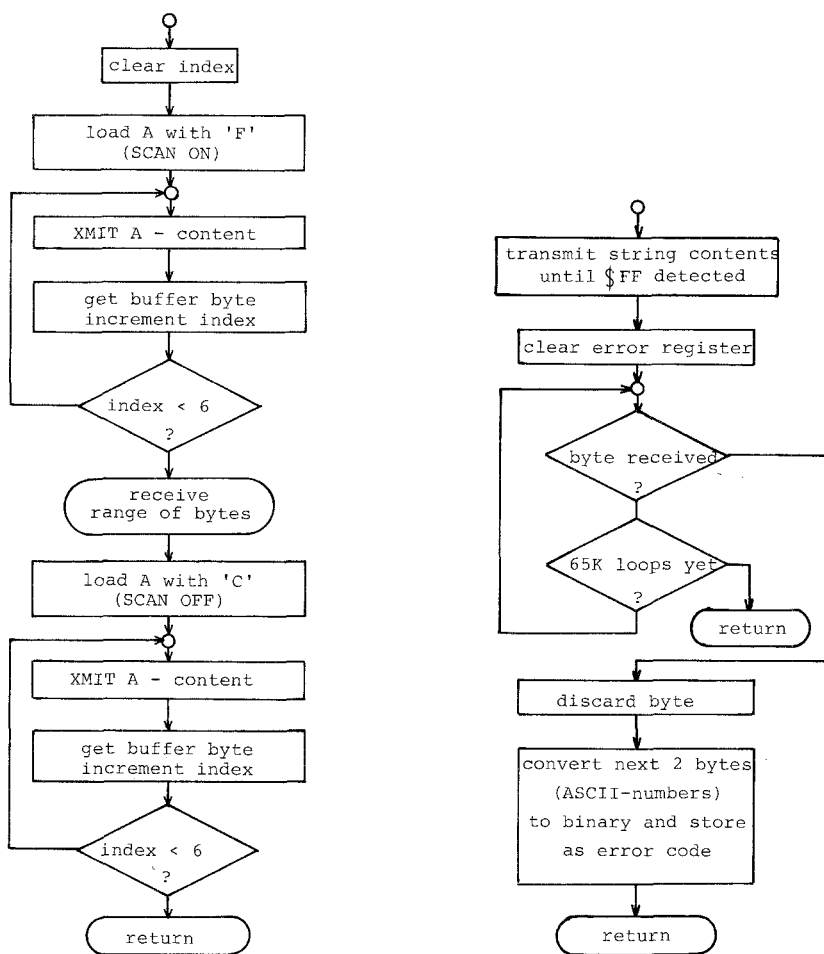 clear index
load A with 'F'
(SCAN ON)
XMIT A - content
get buffer byte
increment index
index < 6
?
receive
range of bytes
load A with 'C'
(SCAN OFF)
XMIT A - content
get buffer byte
increment index
index < 6
?
return
transmit string contents
until $FF detected
clear error register
byte received
?
65K loops yet
?
return
discard byte
convert next 2 bytes
(ASCII-numbers)
to binary and store
as error code
return